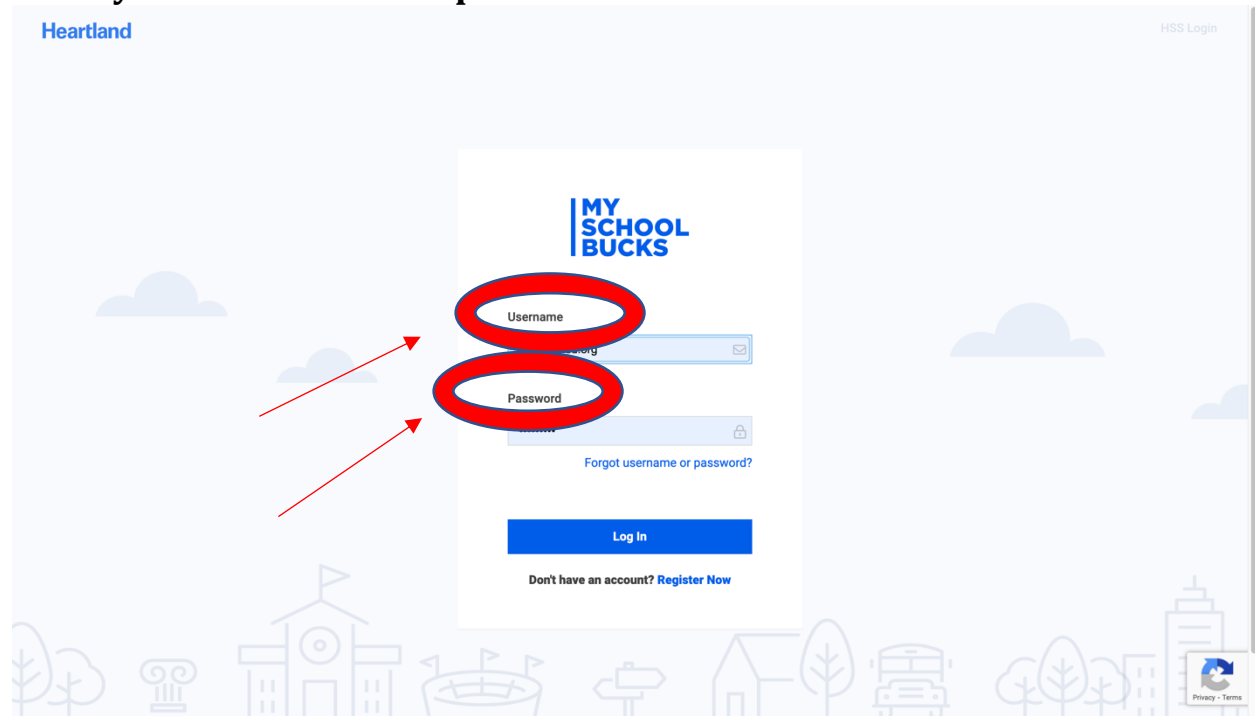 Heartland
HSS Login
MY
SCHOOL
BUCKS
Username
.org
Password
Forgot username or password?
Log In
Don't have an account? Register Now
Privacy - Terms